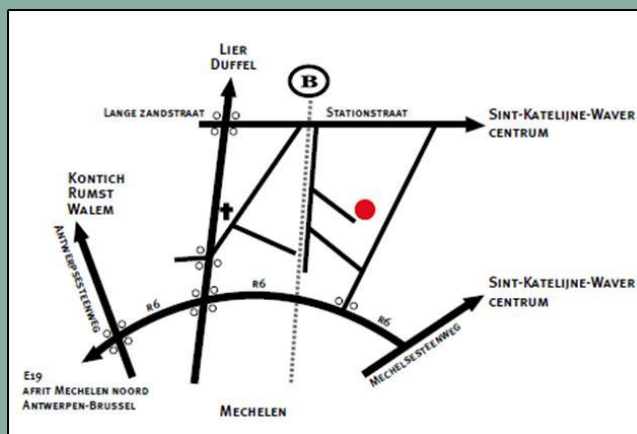 LIER
DUFFEL
B
LANGE ZANDSTRAAT
STATIONSTRAAT
SINT-KATELIJNE-WAVER
CENTRUM
KONTICH
RUMST
WALEM
ANTWERPSESTEENWEG
R6
R6
R6
SINT-KATELIJNE-WAVER
CENTRUM
MECHELSESTEENWEG
E19
AFRIT MECHELEN NOORD
ANTWERPEN-BRUSSEL
MECHELEN